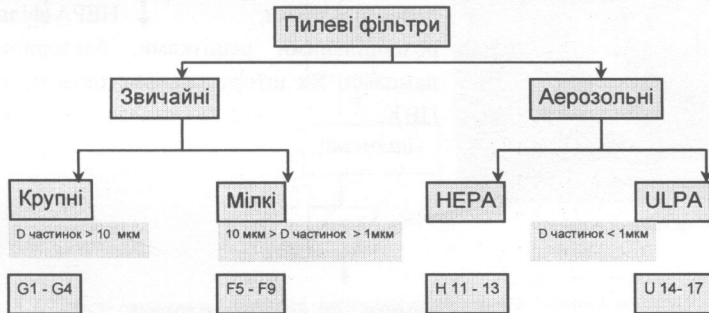 Пилеві фільтри
Звичайні
Аерозольні
Крупні
Мілкі
HEPA
ULPA
D частинок > 10 мкм
10 мкм > D частинок > 1мкм
D частинок < 1мкм
G1 - G4
F5 - F9
H 11 - 13
U 14- 17